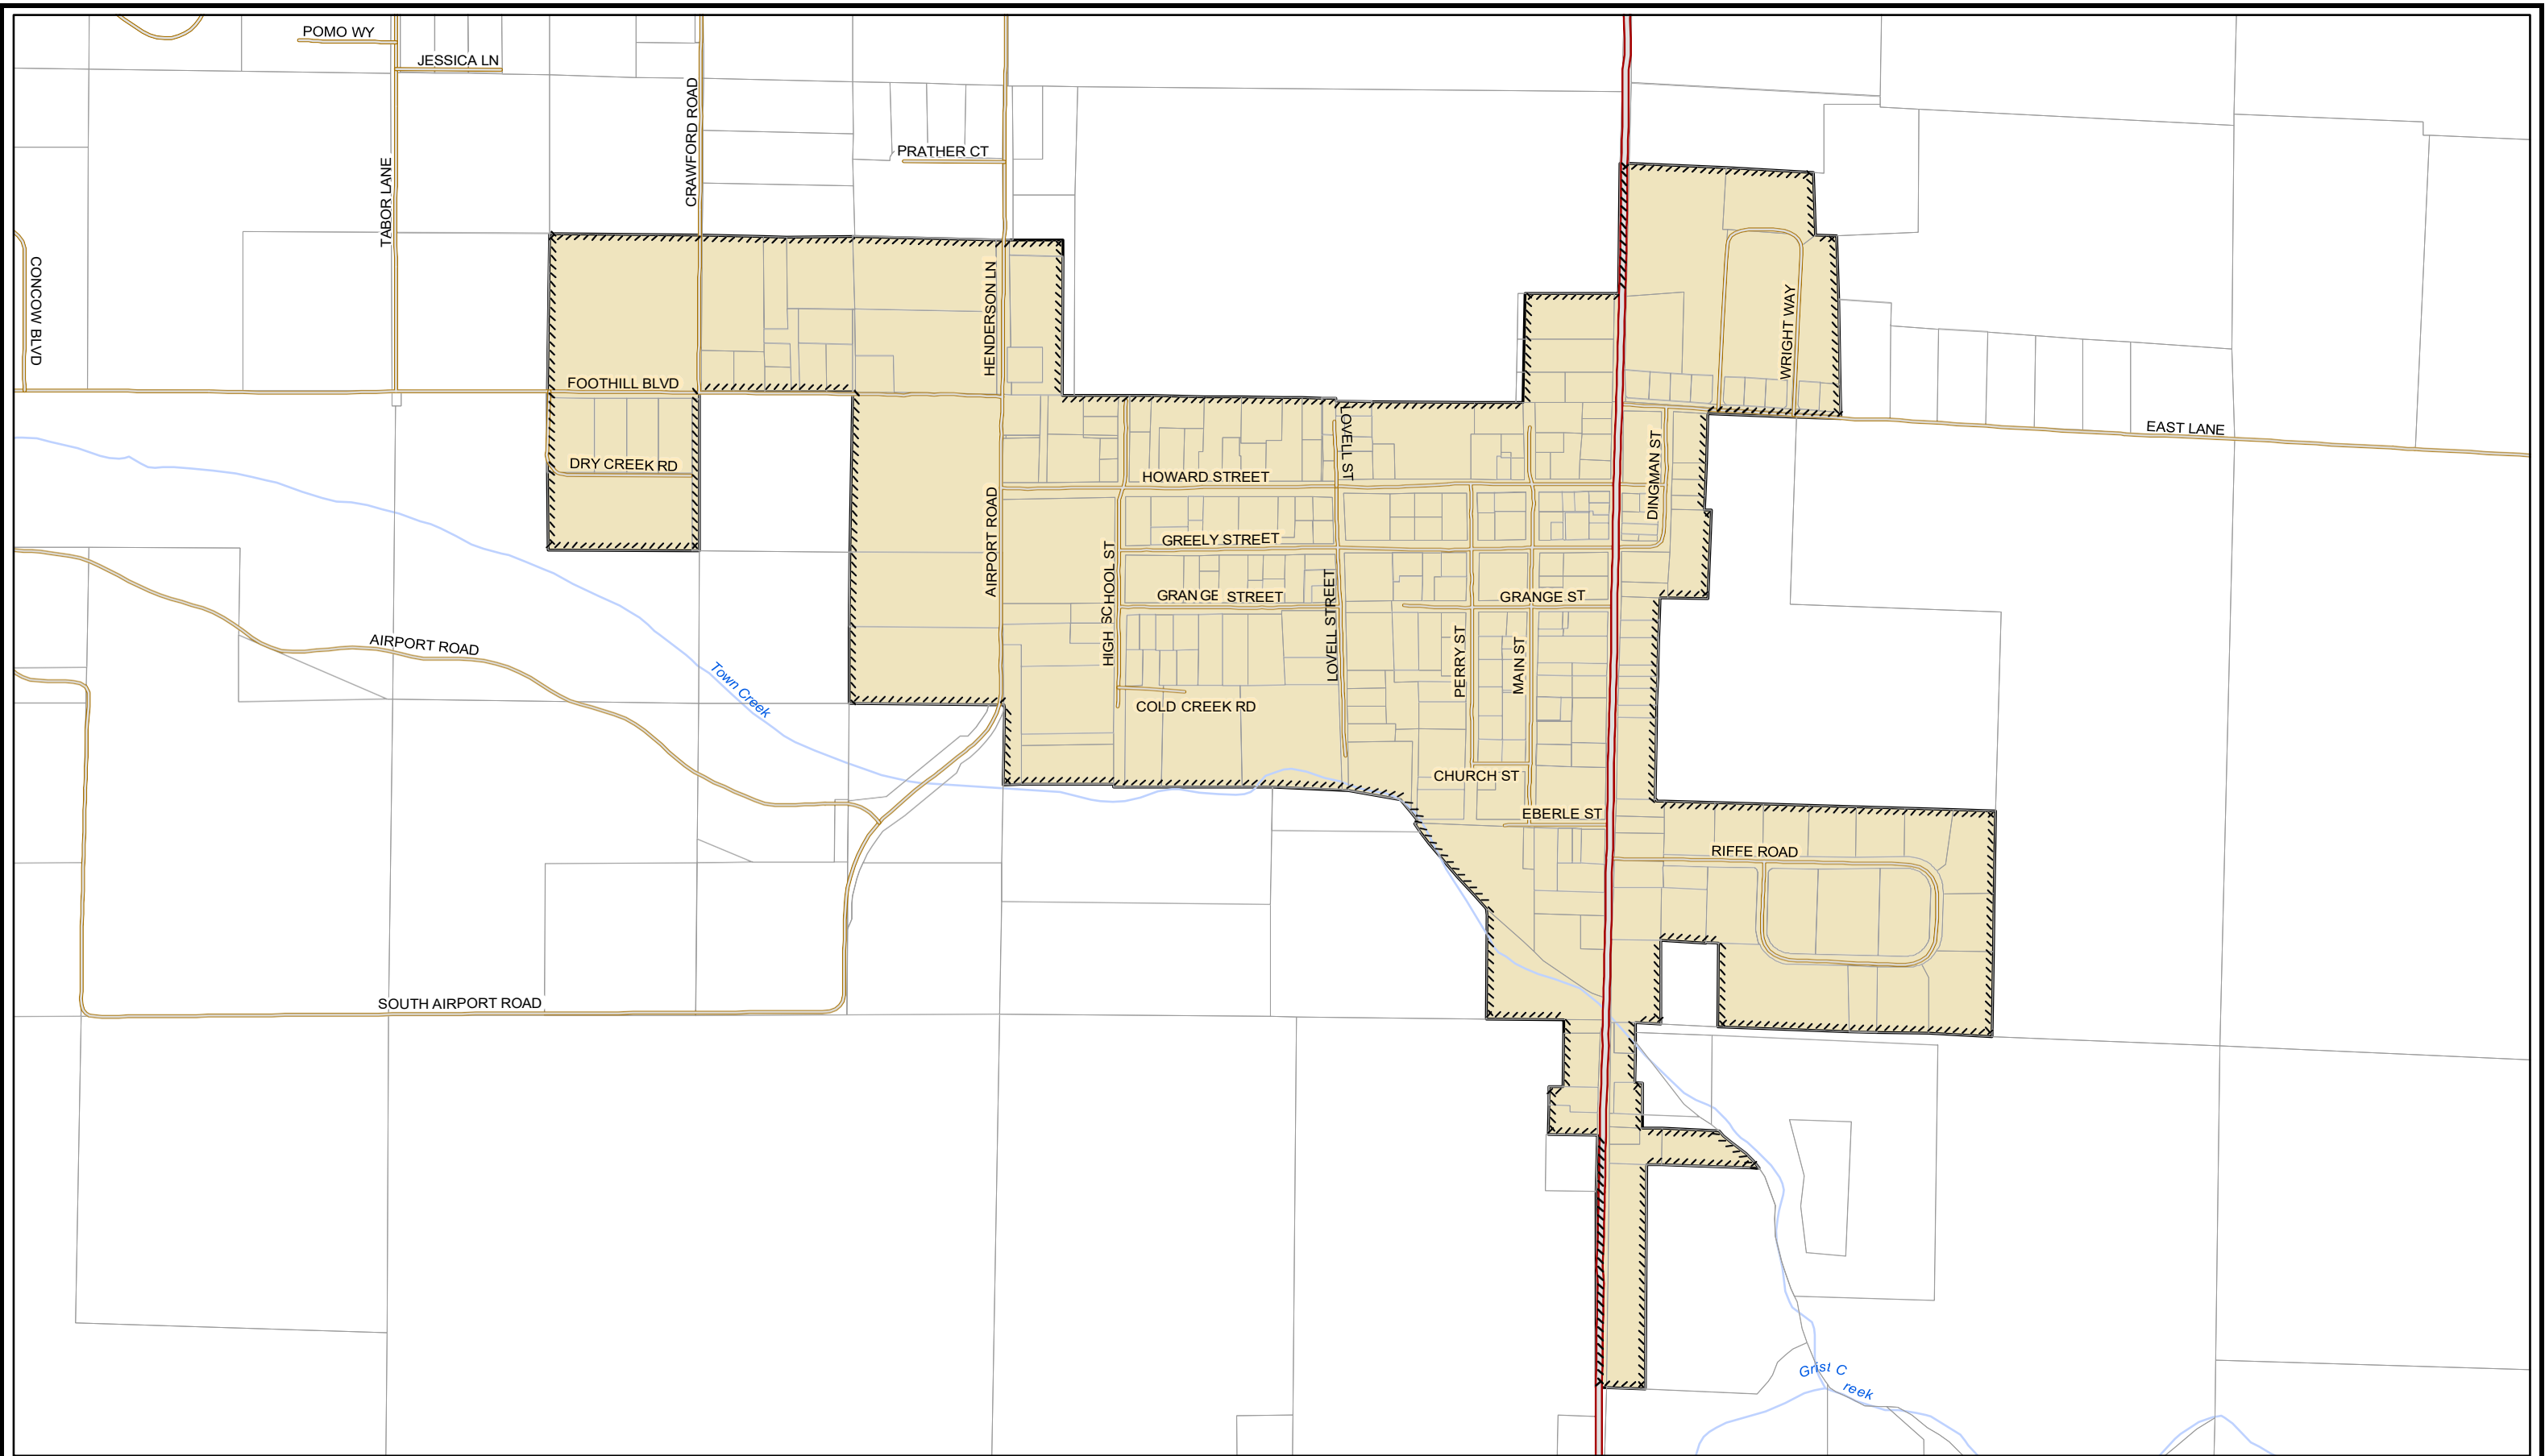 POMO WY
JESSICA LN
CRAWFORD ROAD
PRATHER CT
TABOR LANE
CONCOW BLVD
HENDERSON LN
WRIGHT WAY
FOOTHILL BLVD
LOVELL ST
EAST LANE
DINGMAN ST
DRY CREEK RD
HOWARD STREET
AIRPORT ROAD
GREELY STREET
HIGH SCHOOL ST
GRANGE STREET
LOVELL STREET
GRANGE ST
AIRPORT ROAD
PERRY ST
MAIN ST
Town Creek
COLD CREEK RD
CHURCH ST
EBERLE ST
RIFFE ROAD
SOUTH AIRPORT ROAD
Grist Creek